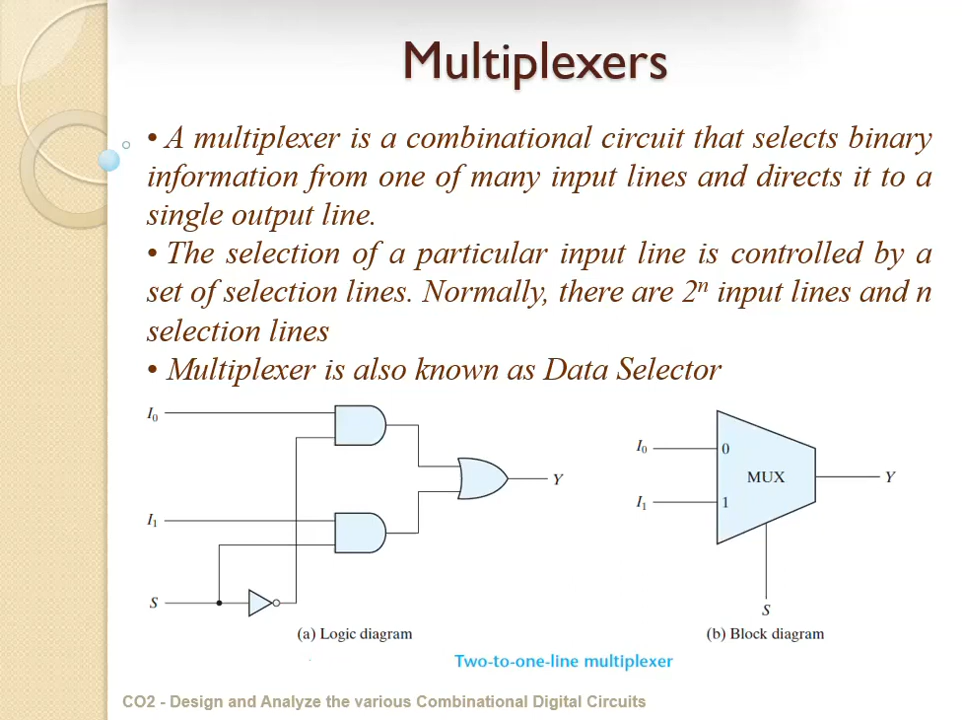 Multiplexers
• A multiplexer is a combinational circuit that selects binary
information from one of many input lines and directs it to a
single output line.
• The selection of a particular input line is controlled by a
set of selection lines. Normally, there are 2ⁿ input lines and n
selection lines
• Multiplexer is also known as Data Selector
I₀
I₁
S
Y
(a) Logic diagram
I₀
0
I₁
1
MUX
Y
S
(b) Block diagram
Two-to-one-line multiplexer
CO2 - Design and Analyze the various Combinational Digital Circuits